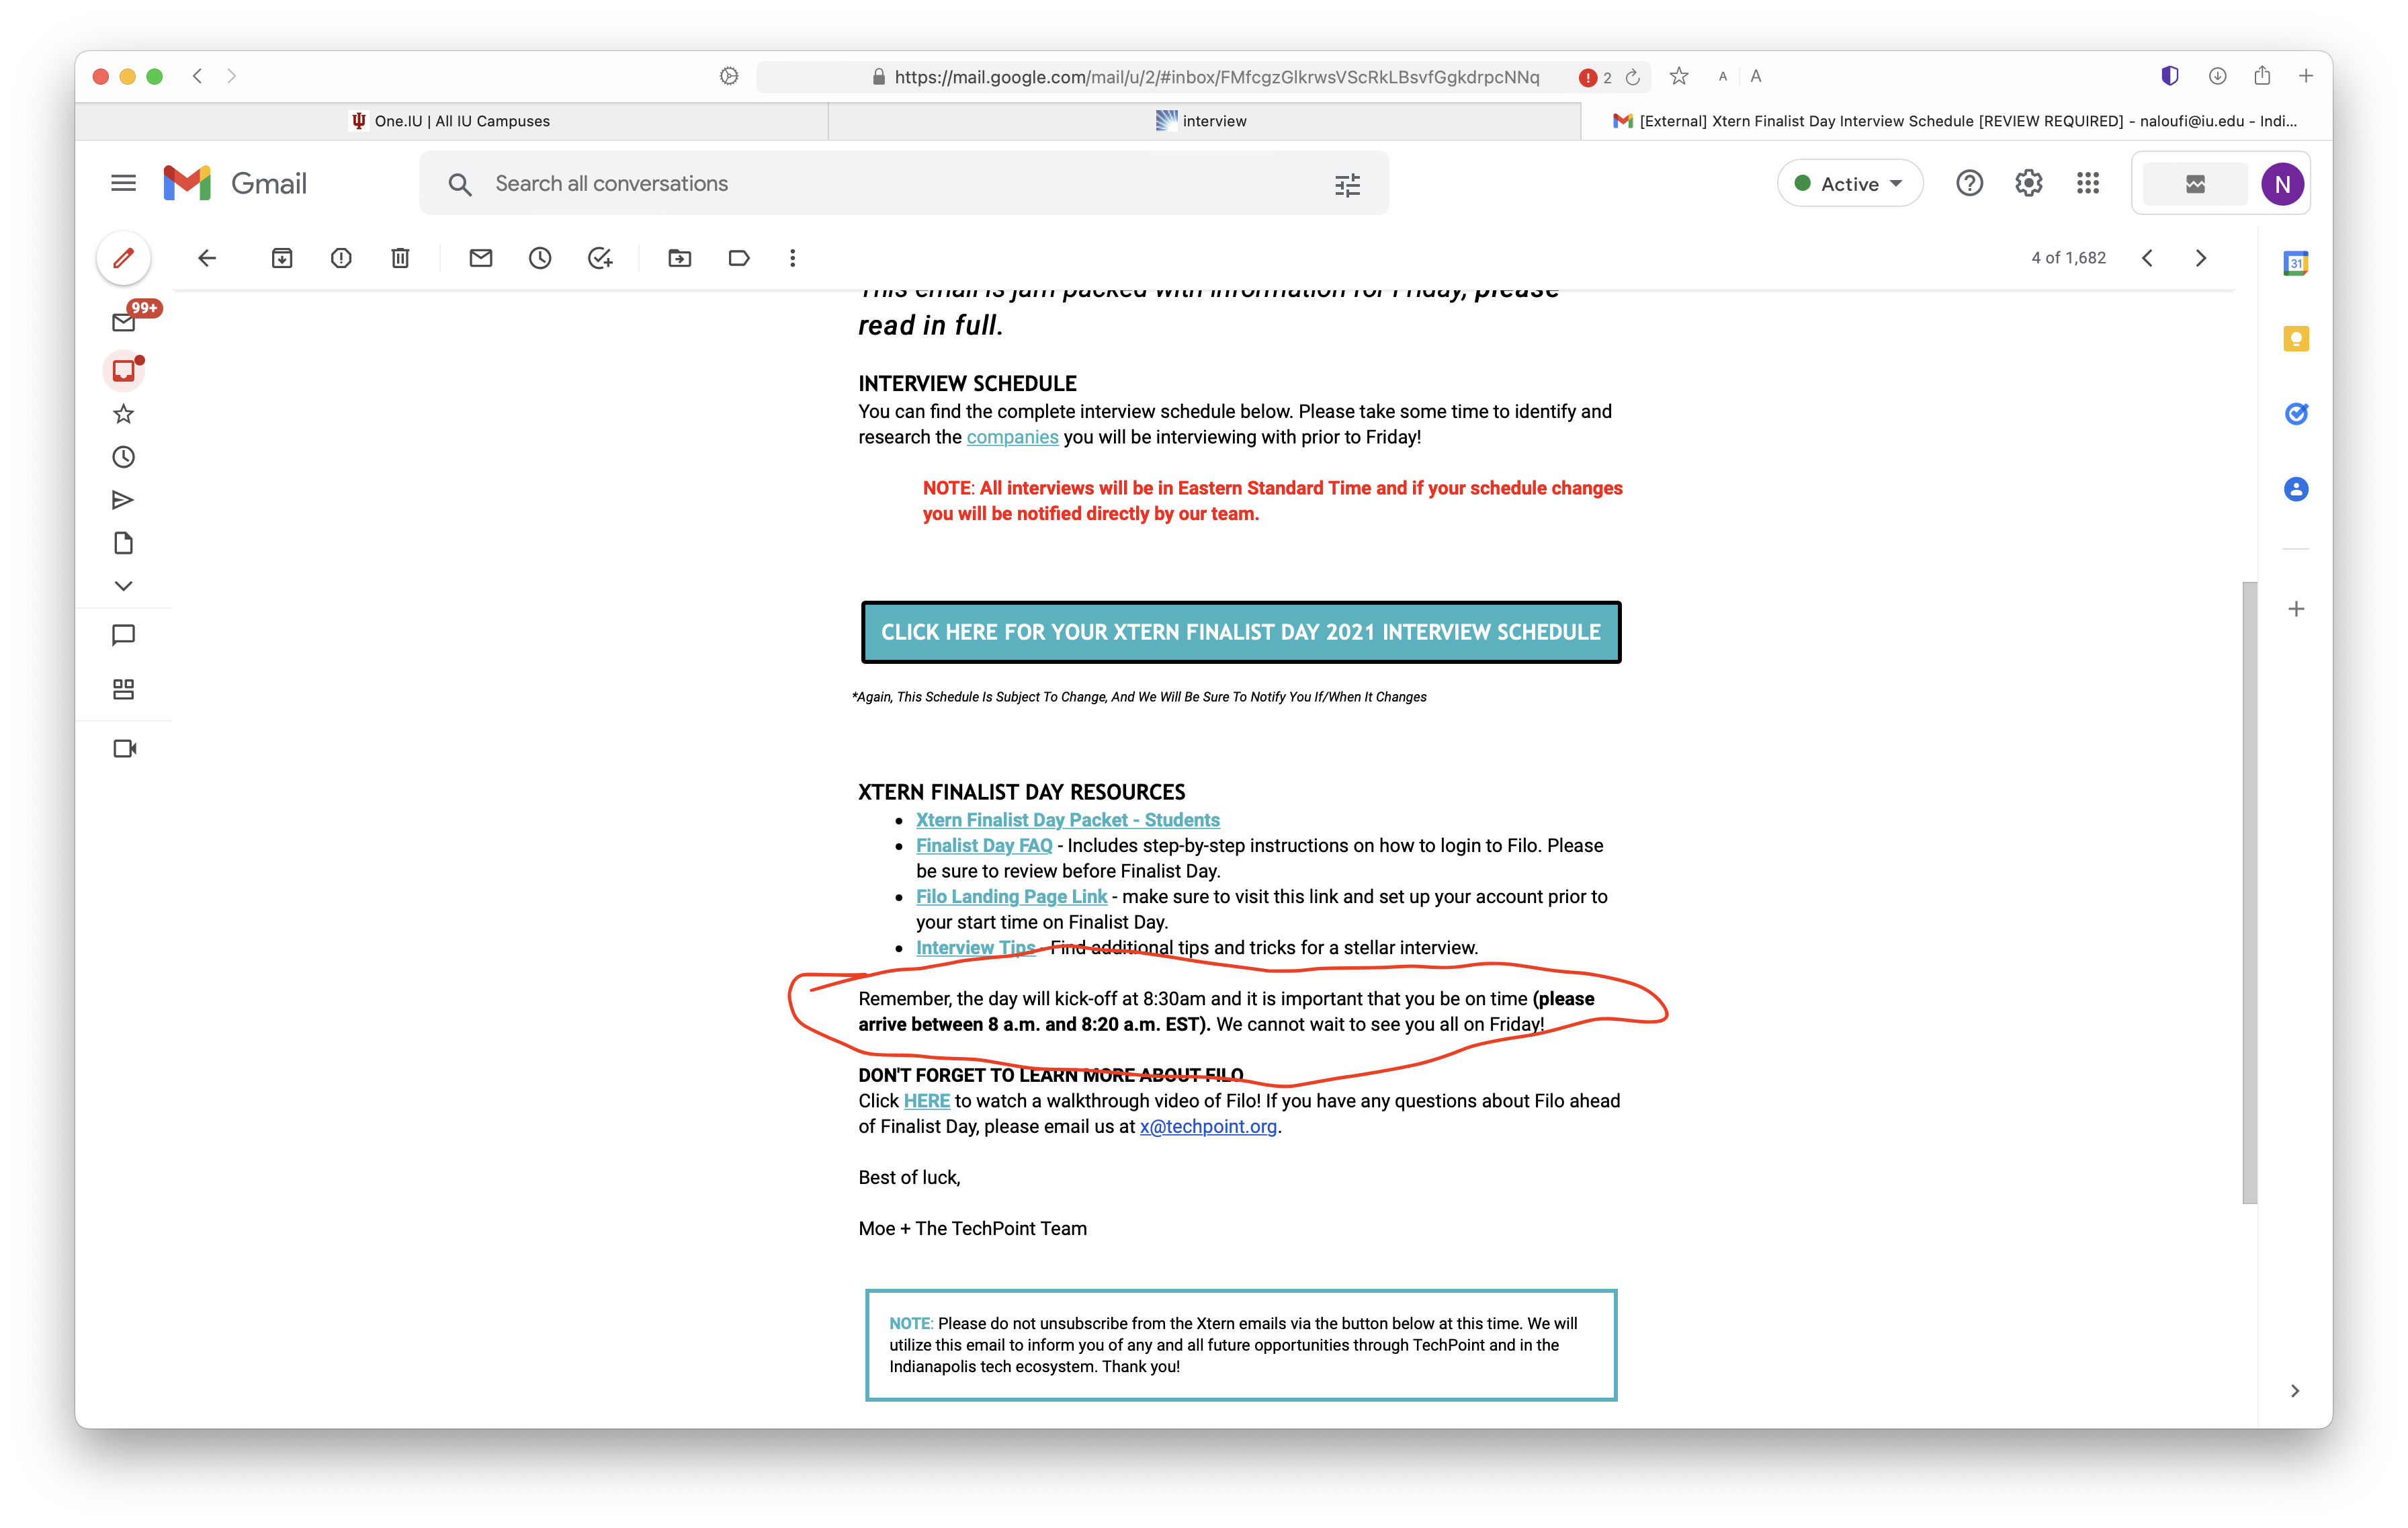 https://mail.google.com/mail/u/2/#inbox/FMfcgzGlkrwsVScRkLBsvfGgkdrpcNNq
2
A A
One.IU | All IU Campuses
interview
[External] Xtern Finalist Day Interview Schedule [REVIEW REQUIRED] - naloufi@iu.edu - Indi...
Gmail
Search all conversations
Active
N
4 of 1,682
99+
31
This email is jam packed with information for Friday, please
read in full.
INTERVIEW SCHEDULE
You can find the complete interview schedule below. Please take some time to identify and
research the companies you will be interviewing with prior to Friday!
NOTE: All interviews will be in Eastern Standard Time and if your schedule changes
you will be notified directly by our team.
CLICK HERE FOR YOUR XTERN FINALIST DAY 2021 INTERVIEW SCHEDULE
*Again, This Schedule Is Subject To Change, And We Will Be Sure To Notify You If/When It Changes
XTERN FINALIST DAY RESOURCES
• Xtern Finalist Day Packet - Students
• Finalist Day FAQ - Includes step-by-step instructions on how to login to Filo. Please
be sure to review before Finalist Day.
• Filo Landing Page Link - make sure to visit this link and set up your account prior to
your start time on Finalist Day.
• Interview Tips - Find additional tips and tricks for a stellar interview.
Remember, the day will kick-off at 8:30am and it is important that you be on time (please
arrive between 8 a.m. and 8:20 a.m. EST). We cannot wait to see you all on Friday!
DON'T FORGET TO LEARN MORE ABOUT FILO
Click HERE to watch a walkthrough video of Filo! If you have any questions about Filo ahead
of Finalist Day, please email us at x@techpoint.org.
Best of luck,
Moe + The TechPoint Team
NOTE: Please do not unsubscribe from the Xtern emails via the button below at this time. We will
utilize this email to inform you of any and all future opportunities through TechPoint and in the
Indianapolis tech ecosystem. Thank you!